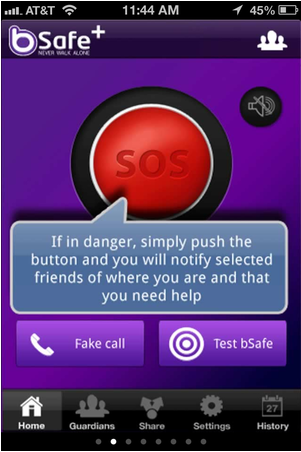 AT&T 11:44 AM 45%
bSafe+
NEVER WALK ALONE
SOS
If in danger, simply push the
button and you will notify selected
friends of where you are and that
you need help
Fake call Test bSafe
27
Home Guardians Share Settings History